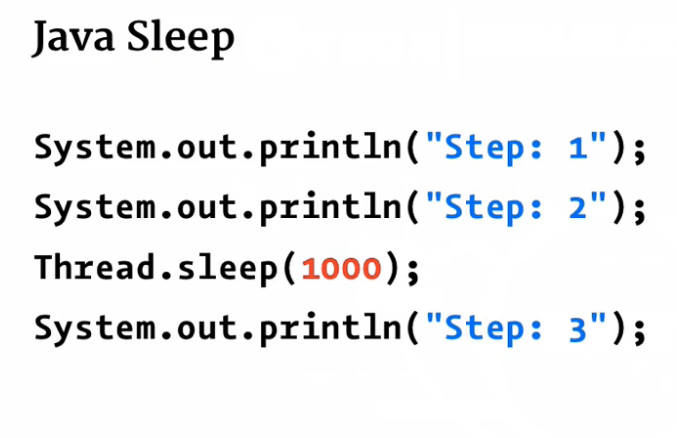 Java Sleep
System.out.println("Step: 1");
System.out.println("Step: 2");
Thread.sleep(1000);
System.out.println("Step: 3");